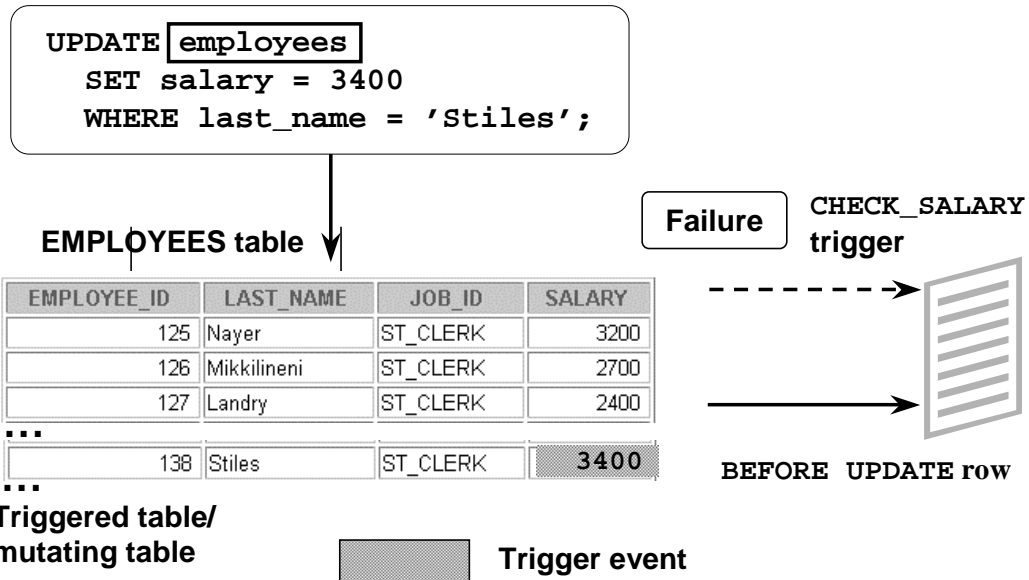 UPDATE employees
SET salary = 3400
WHERE last_name = ’Stiles’;
Failure
CHECK_SALARY
trigger
EMPLOYEES table
EMPLOYEE_ID LAST_NAME JOB_ID SALARY
125 Nayer ST_CLERK 3200
126 Mikkilineni ST_CLERK 2700
127 Landry ST_CLERK 2400
...
138 Stiles ST_CLERK 3400
...
BEFORE UPDATE row
Triggered table/
mutating table
Trigger event